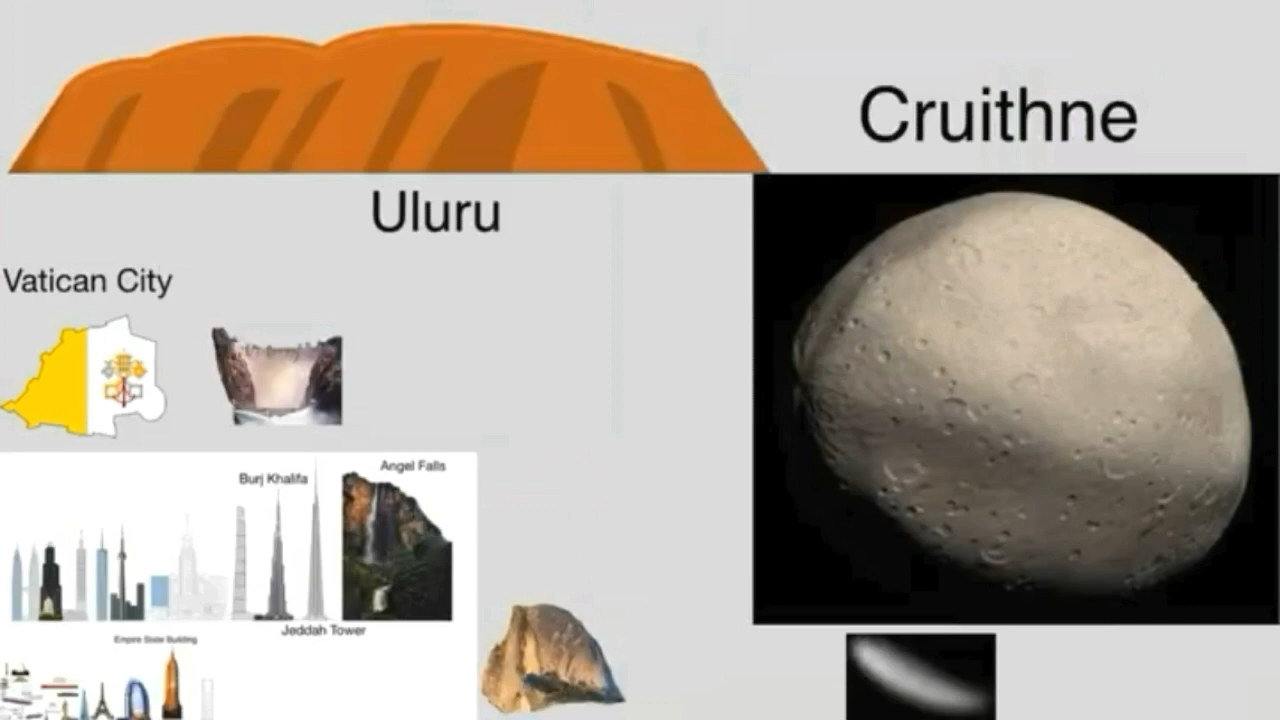 Cruithne
Uluru
Vatican City
Angel Falls
Burj Khalifa
Jeddah Tower
Empire State Building